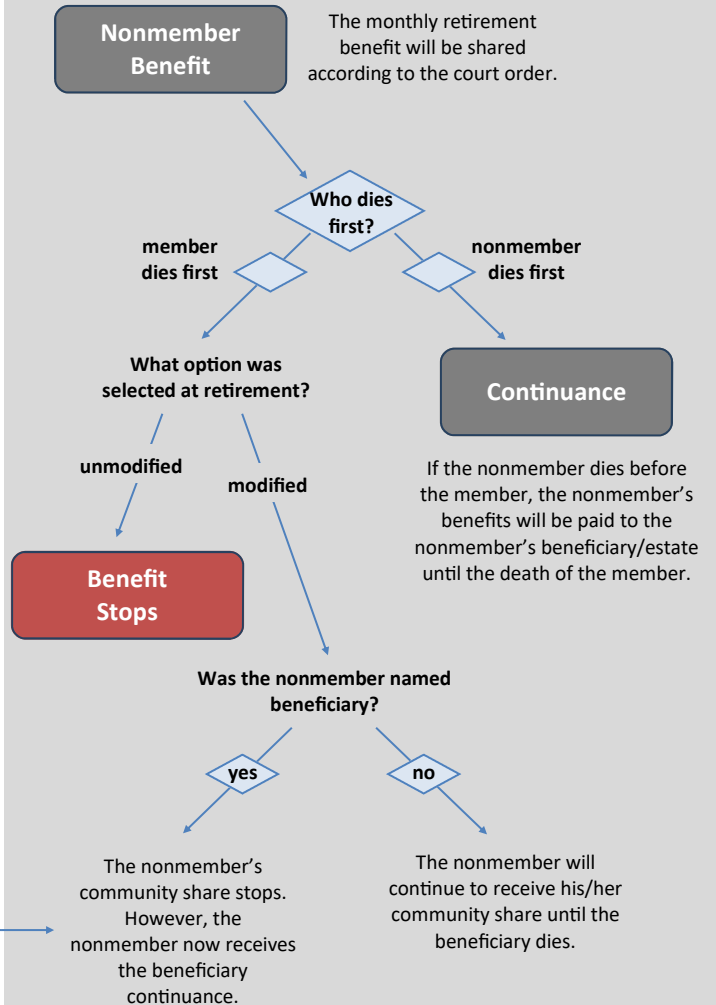 Nonmember
Benefit
The monthly retirement
benefit will be shared
according to the court order.
Who dies
first?
member
dies first
nonmember
dies first
What option was
selected at retirement?
Continuance
unmodified
modified
If the nonmember dies before
the member, the nonmember’s
benefits will be paid to the
nonmember’s beneficiary/estate
until the death of the member.
Benefit
Stops
Was the nonmember named
beneficiary?
yes
no
The nonmember’s
community share stops.
However, the
nonmember now receives
the beneficiary
continuance.
The nonmember will
continue to receive his/her
community share until the
beneficiary dies.